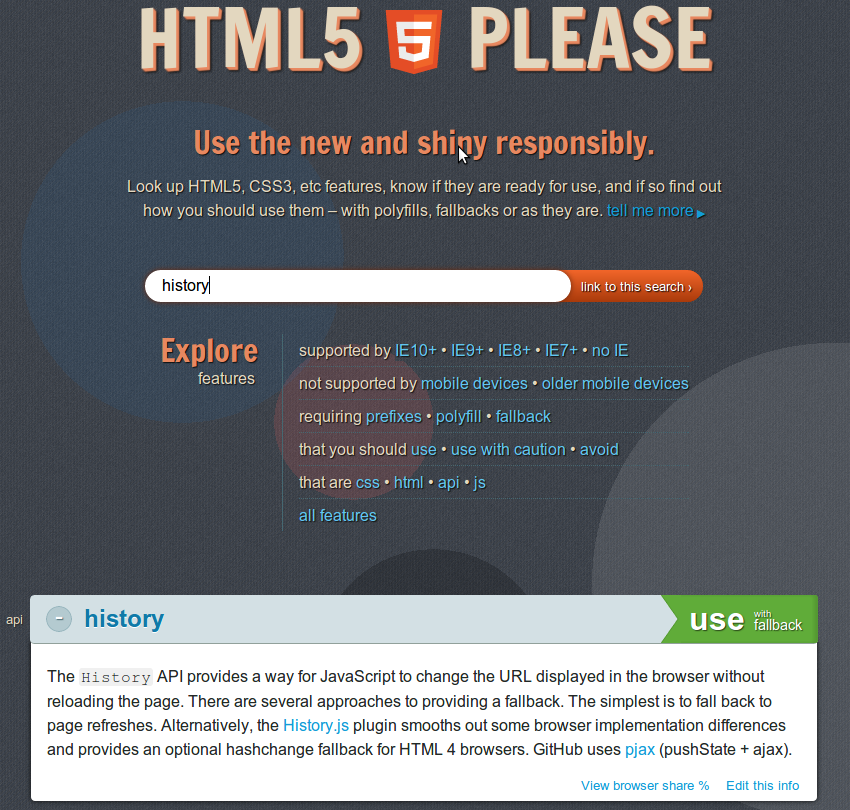 HTML5 5 PLEASE
Use the new and shiny responsibly.
Look up HTML5, CSS3, etc features, know if they are ready for use, and if so find out
how you should use them – with polyfills, fallbacks or as they are. tell me more ▸
history link to this search ›
Explore
features
supported by IE10+ • IE9+ • IE8+ • IE7+ • no IE
not supported by mobile devices • older mobile devices
requiring prefixes • polyfill • fallback
that you should use • use with caution • avoid
that are css • html • api • js
all features
api - history use with fallback
The History API provides a way for JavaScript to change the URL displayed in the browser without
reloading the page. There are several approaches to providing a fallback. The simplest is to fall back to
page refreshes. Alternatively, the History.js plugin smooths out some browser implementation differences
and provides an optional hashchange fallback for HTML 4 browsers. GitHub uses pjax (pushState + ajax).
View browser share % Edit this info